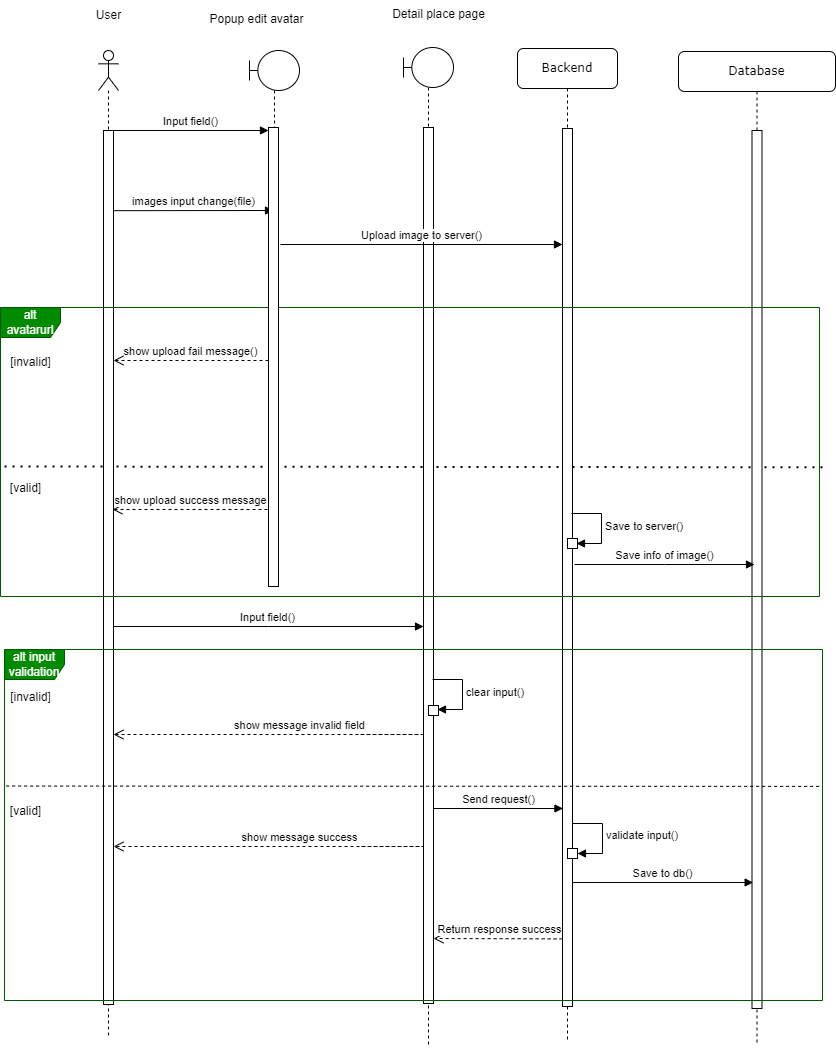 User
Popup edit avatar
Detail place page
Backend
Database
Input field()
images input change(file)
Upload image to server()
alt
avatarurl
show upload fail message()
[invalid]
[valid]
show upload success message
Save to server()
Save info of image()
Input field()
alt input
validation
clear input()
[invalid]
show message invalid field
Send request()
[valid]
validate input()
show message success
Save to db()
Return response success